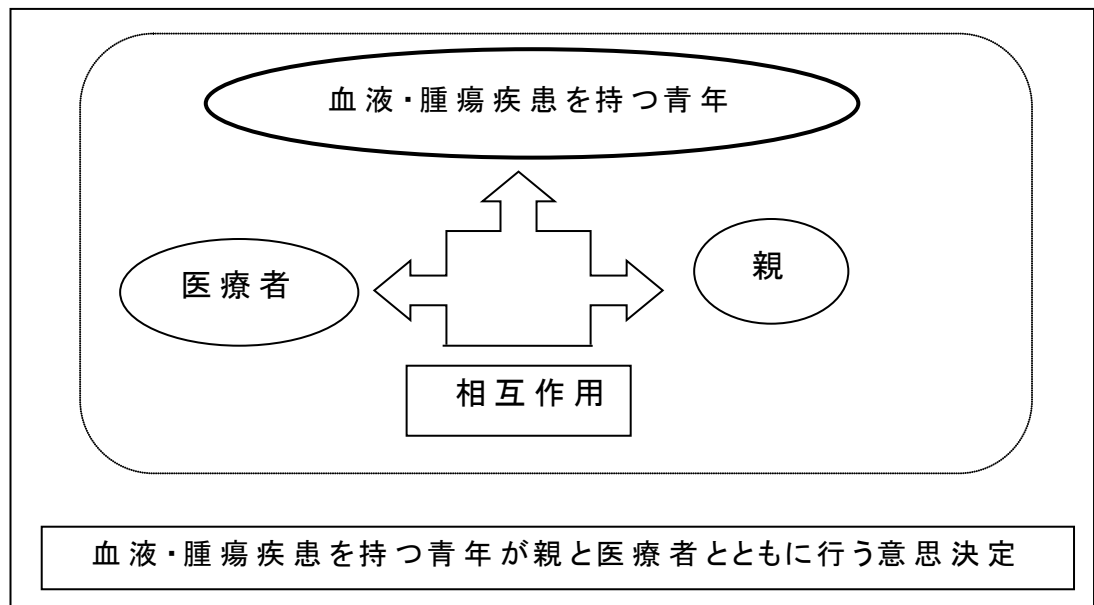 血液・腫瘍疾患を持つ青年
医療者
親
相互作用
血液・腫瘍疾患を持つ青年が親と医療者とともに行う意思決定